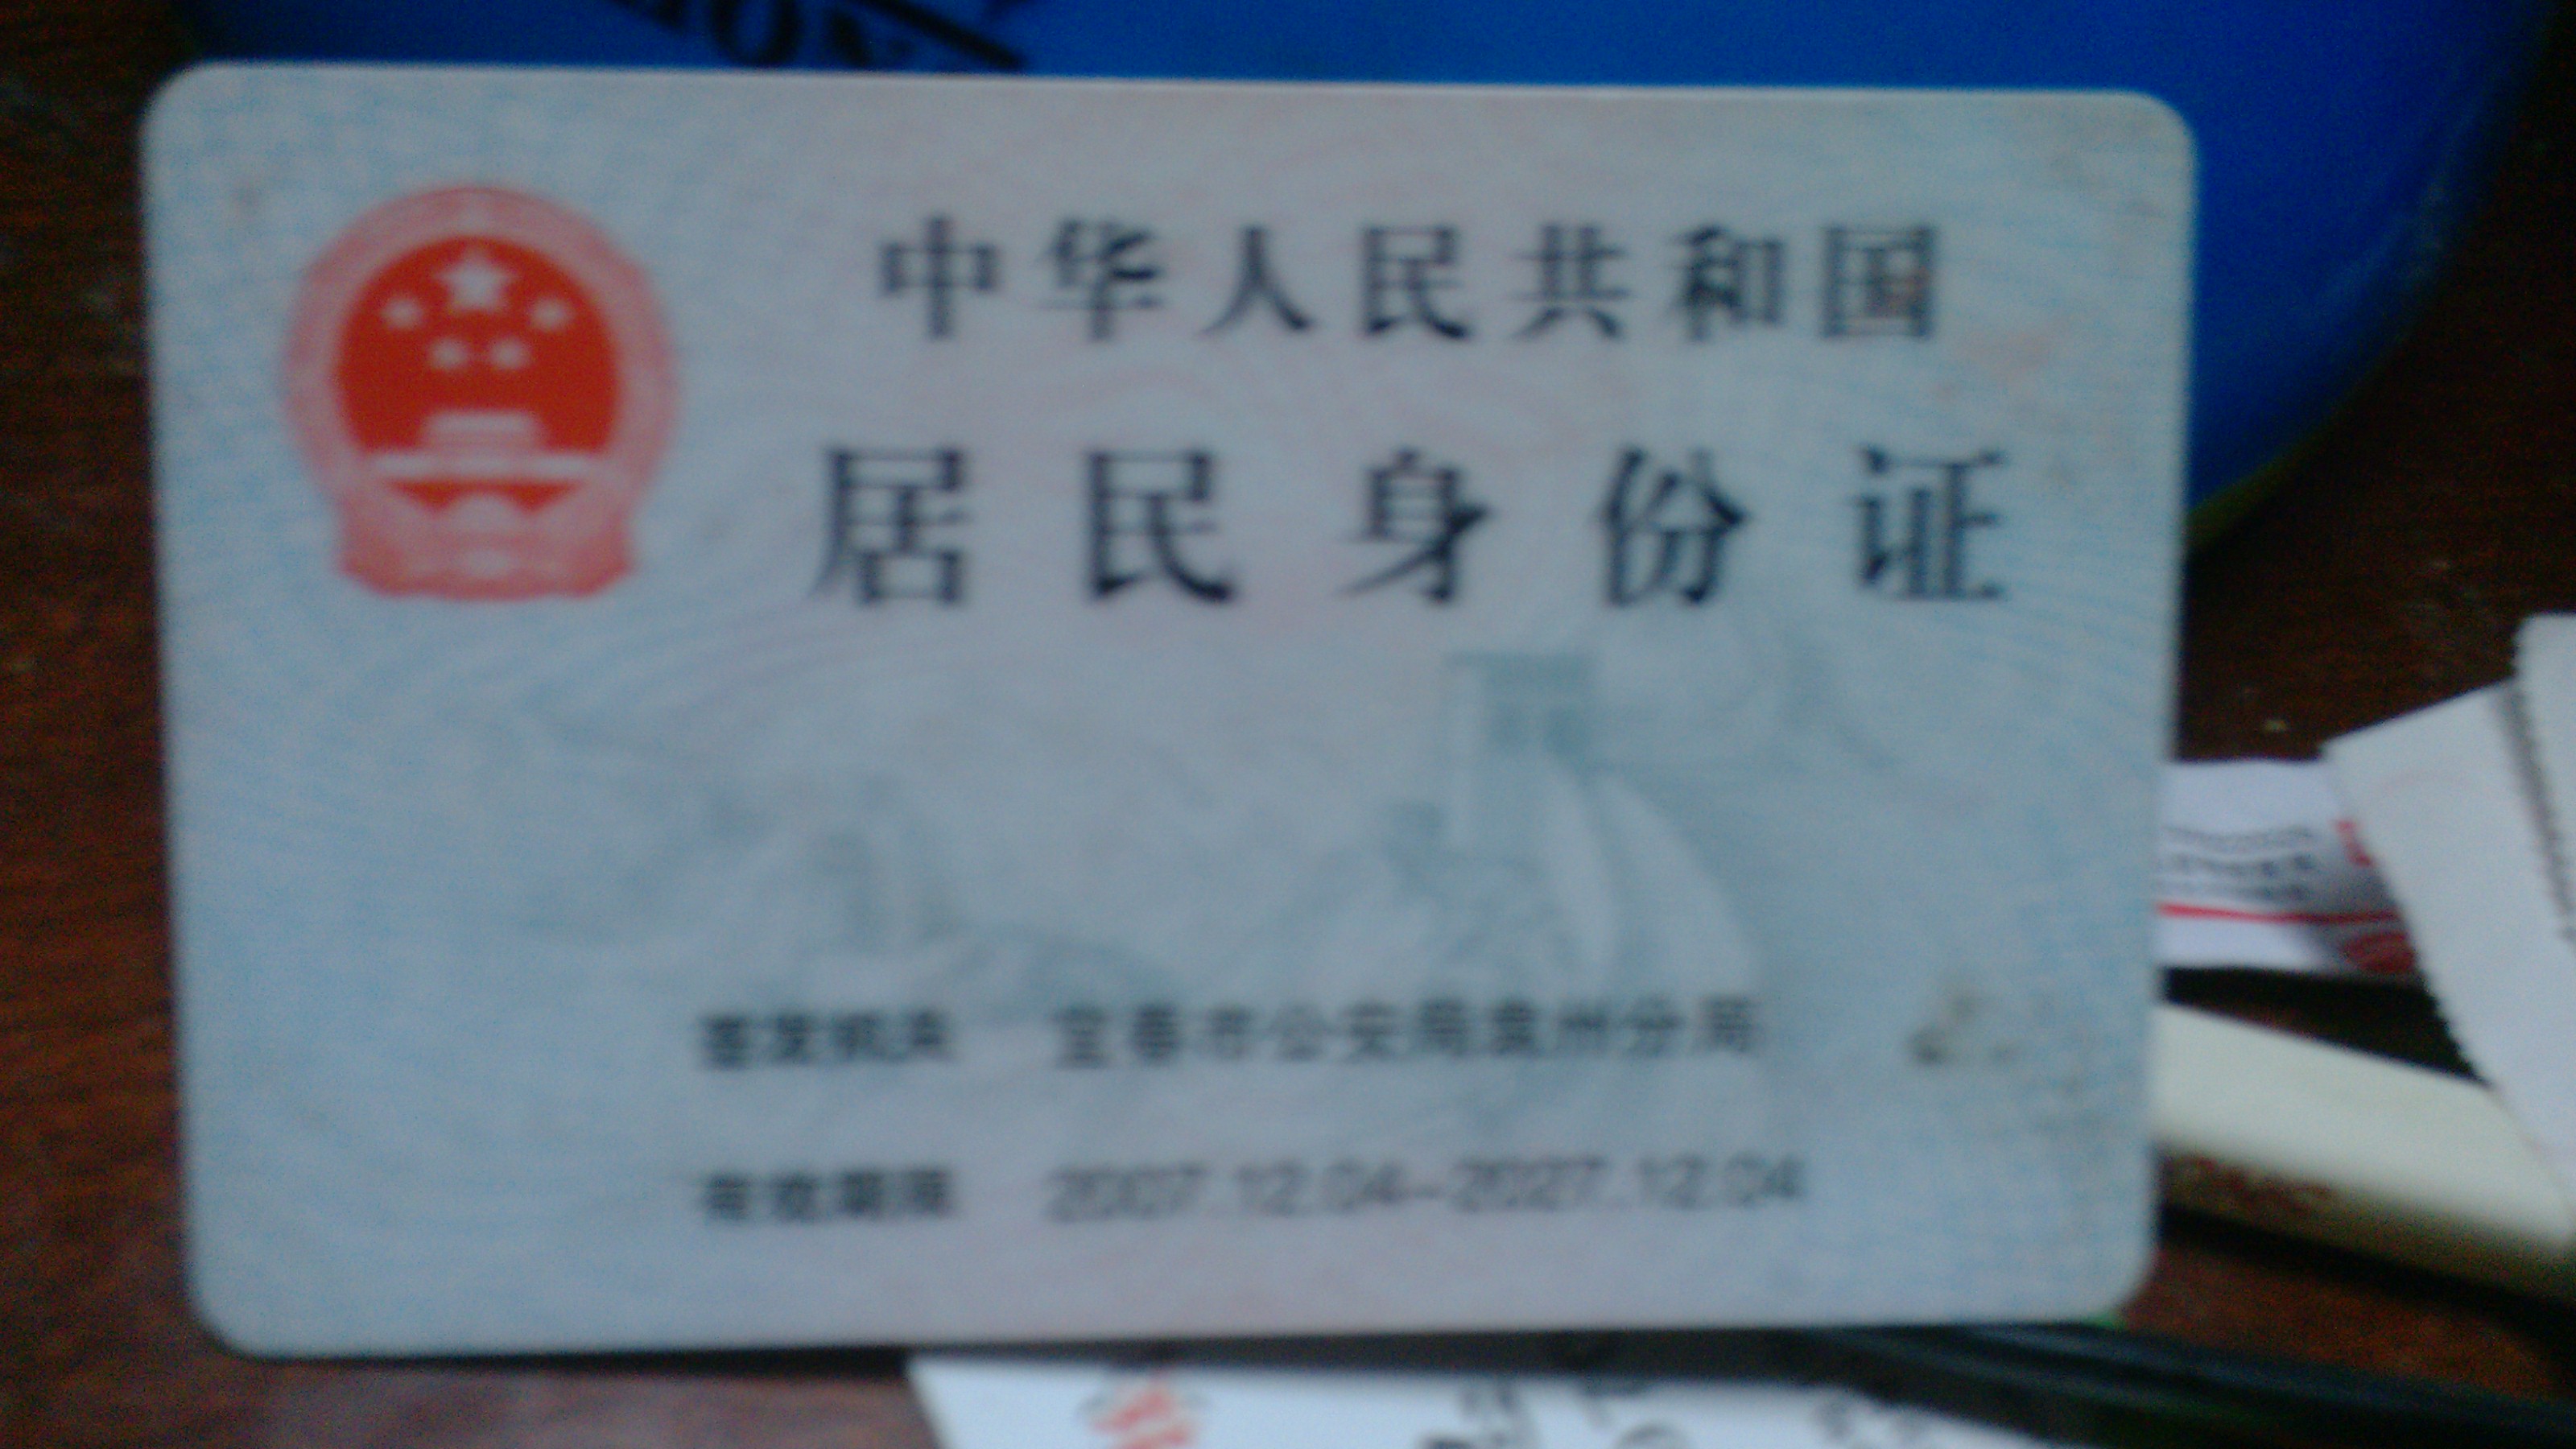 中华人民共和国
居民身份证
签发机关 宜春市公安局袁州分局
有效期限 2007.12.04-2027.12.04